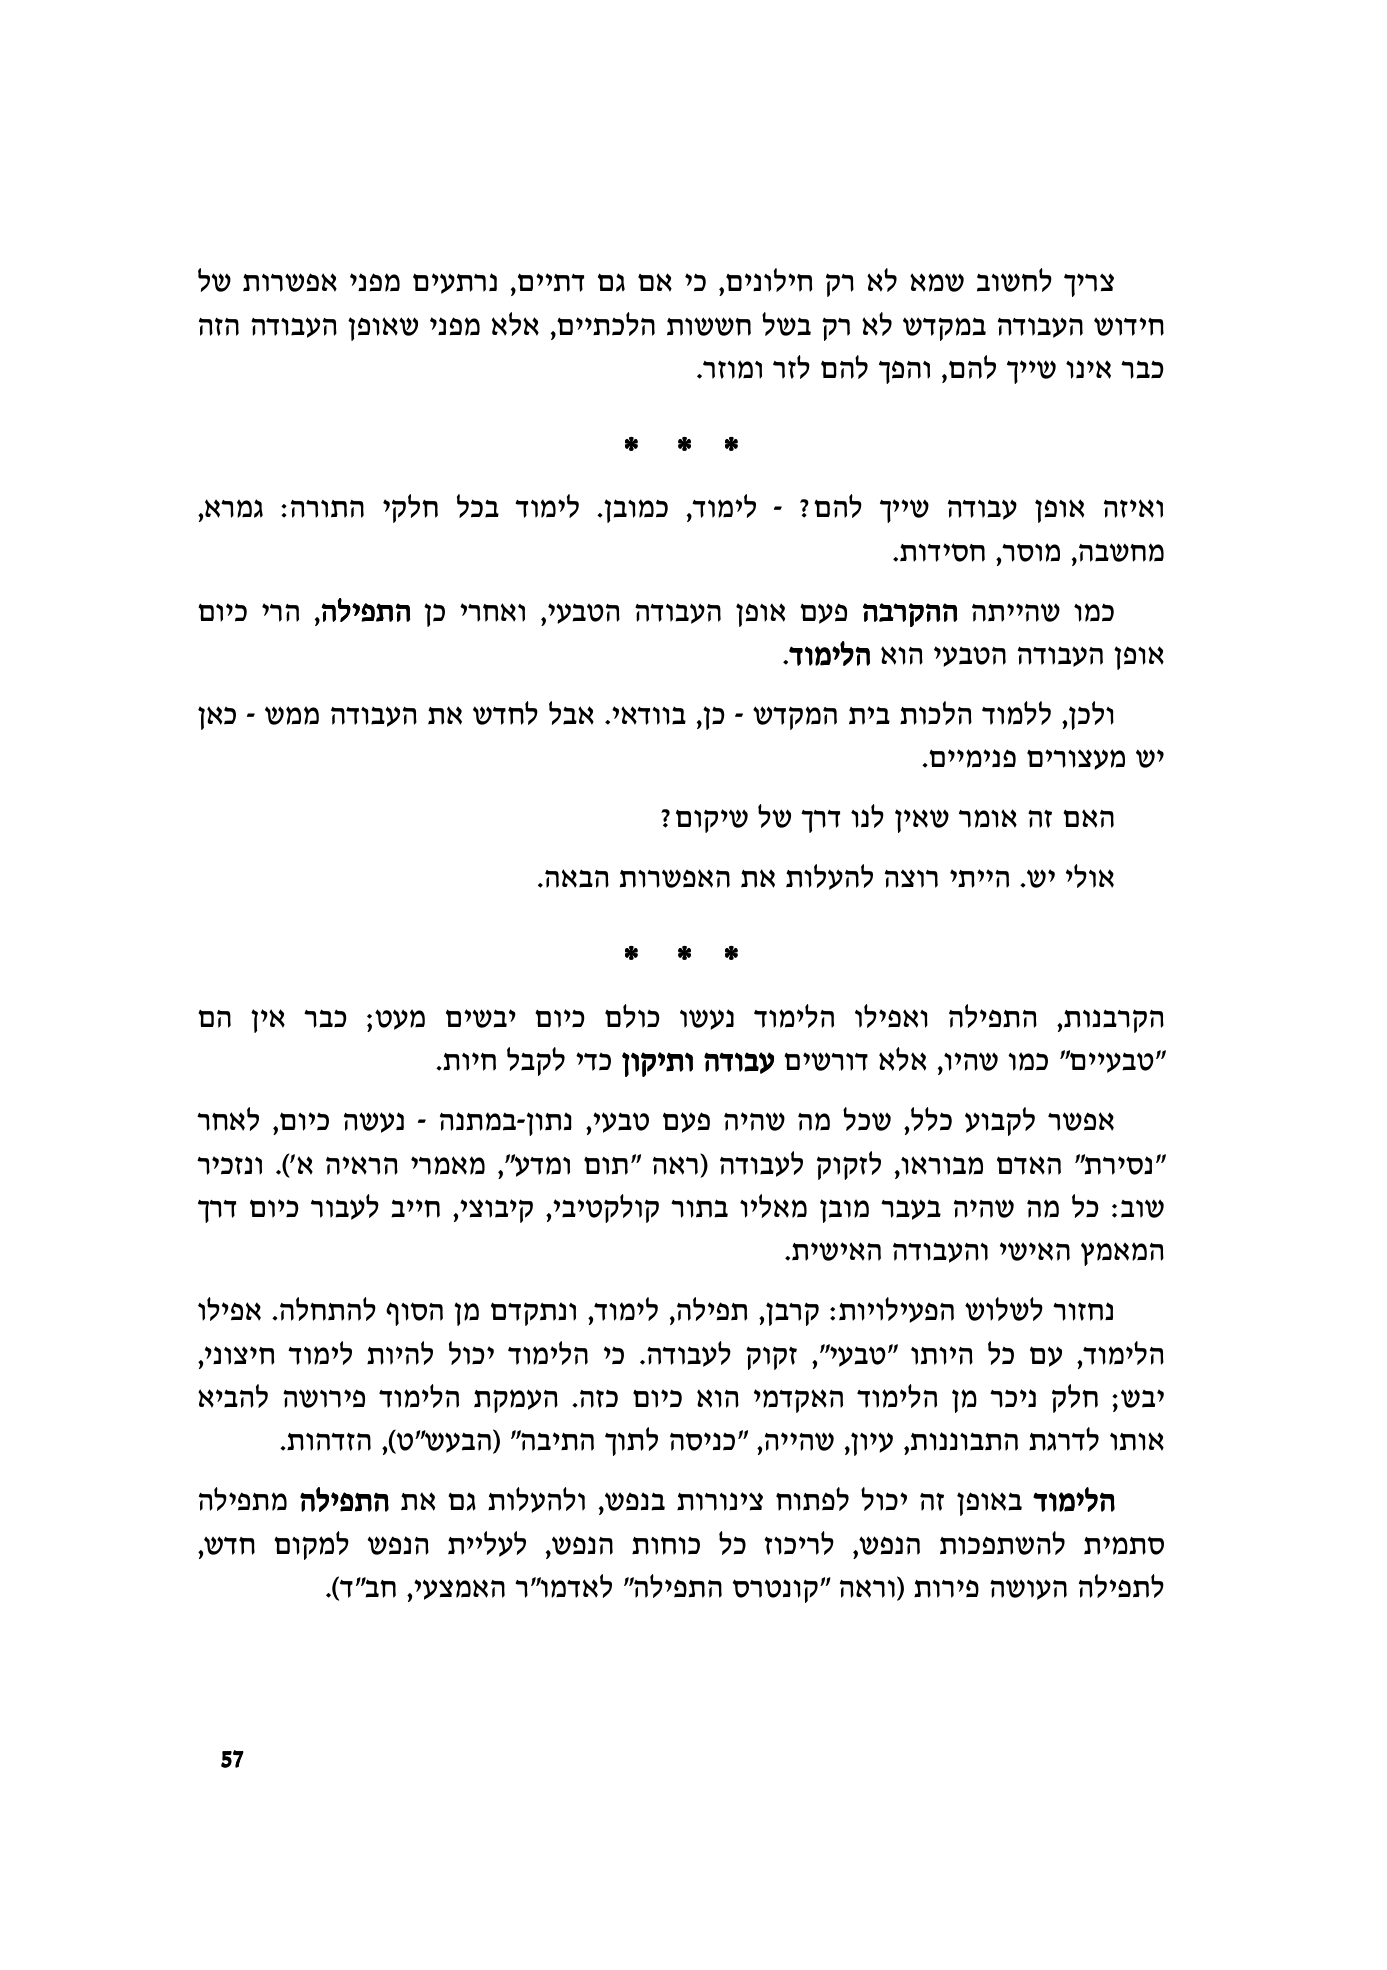 צריך לחשוב שמא לא רק חילונים, כי אם גם דתיים, נרתעים מפני אפשרות של
חידוש העבודה במקדש לא רק בשל חששות הלכתיים, אלא מפני שאופן העבודה הזה
כבר אינו שייך להם, והפך להם לזר ומוזר.
* * *
ואיזה אופן עבודה שייך להם? - לימוד, כמובן. לימוד בכל חלקי התורה: גמרא,
מחשבה, מוסר, חסידות.
כמו שהייתה ההקרבה פעם אופן העבודה הטבעי, ואחרי כן התפילה, הרי כיום
אופן העבודה הטבעי הוא הלימוד.
ולכן, ללמוד הלכות בית המקדש - כן, בוודאי. אבל לחדש את העבודה ממש - כאן
יש מעצורים פנימיים.
האם זה אומר שאין לנו דרך של שיקום?
אולי יש. הייתי רוצה להעלות את האפשרות הבאה.
* * *
הקרבנות, התפילה ואפילו הלימוד נעשו כולם כיום יבשים מעט; כבר אין הם
"טבעיים" כמו שהיו, אלא דורשים עבודה ותיקון כדי לקבל חיות.
אפשר לקבוע כלל, שכל מה שהיה פעם טבעי, נתון-במתנה - נעשה כיום, לאחר
"נסירת" האדם מבוראו, לזקוק לעבודה (ראה "תום ומדע", מאמרי הראיה א'). ונזכיר
שוב: כל מה שהיה בעבר מובן מאליו בתור קולקטיבי, קיבוצי, חייב לעבור כיום דרך
המאמץ האישי והעבודה האישית.
נחזור לשלוש הפעילויות: קרבן, תפילה, לימוד, ונתקדם מן הסוף להתחלה. אפילו
הלימוד, עם כל היותו "טבעי", זקוק לעבודה. כי הלימוד יכול להיות לימוד חיצוני,
יבש; חלק ניכר מן הלימוד האקדמי הוא כיום כזה. העמקת הלימוד פירושה להביא
אותו לדרגת התבוננות, עיון, שהייה, "כניסה לתוך התיבה" (הבעש"ט), הזדהות.
הלימוד באופן זה יכול לפתוח צינורות בנפש, ולהעלות גם את התפילה מתפילה
סתמית להשתפכות הנפש, לריכוז כל כוחות הנפש, לעליית הנפש למקום חדש,
לתפילה העושה פירות (וראה "קונטרס התפילה" לאדמו"ר האמצעי, חב"ד).
57